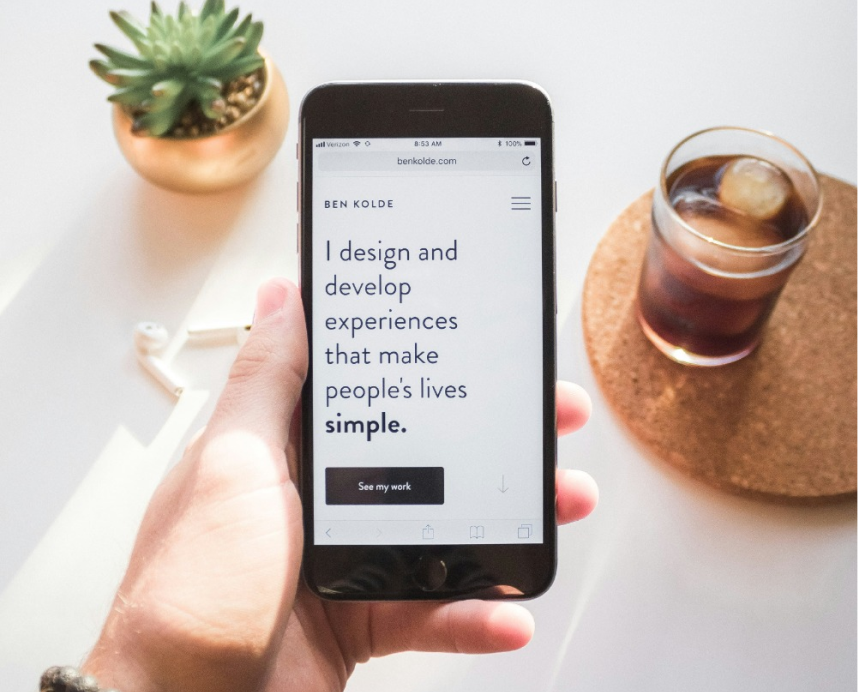 Verizon 8:53 AM 100%
benkolde.com
BEN KOLDE
I design and
develop
experiences
that make
people's lives
simple.
See my work